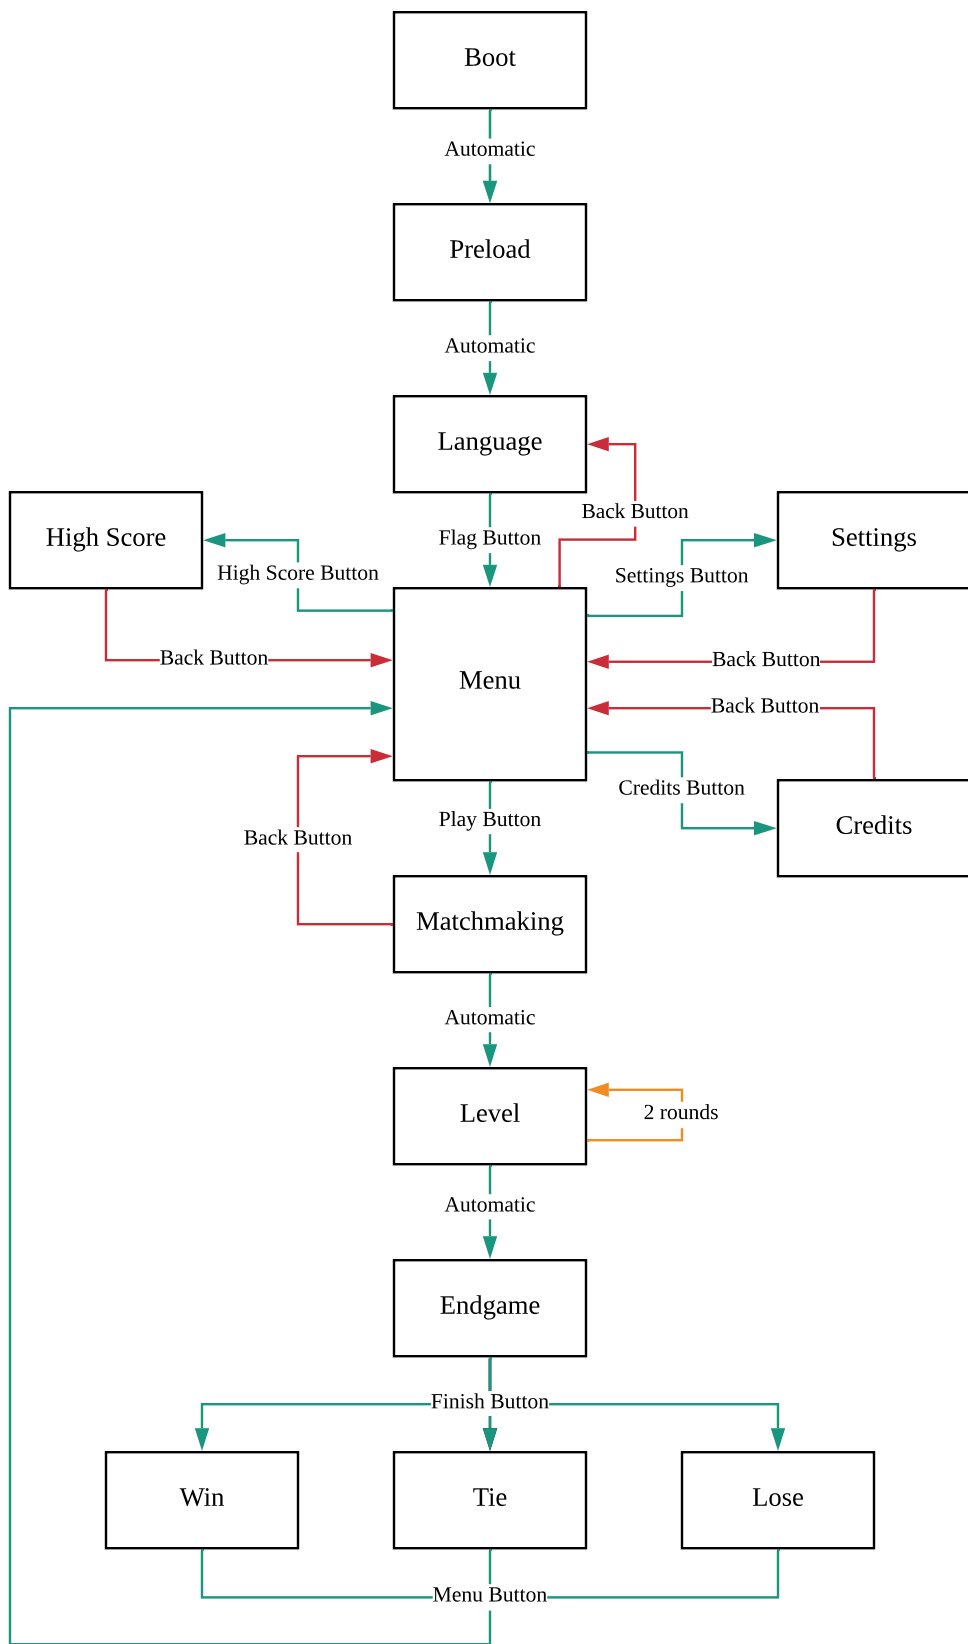 Boot
Automatic
Preload
Automatic
Language
Back Button
High Score
Flag Button
Settings
High Score Button
Settings Button
Back Button
Menu
Back Button
Back Button
Credits Button
Play Button
Back Button
Credits
Matchmaking
Automatic
Level
2 rounds
Automatic
Endgame
Finish Button
Win
Tie
Lose
Menu Button